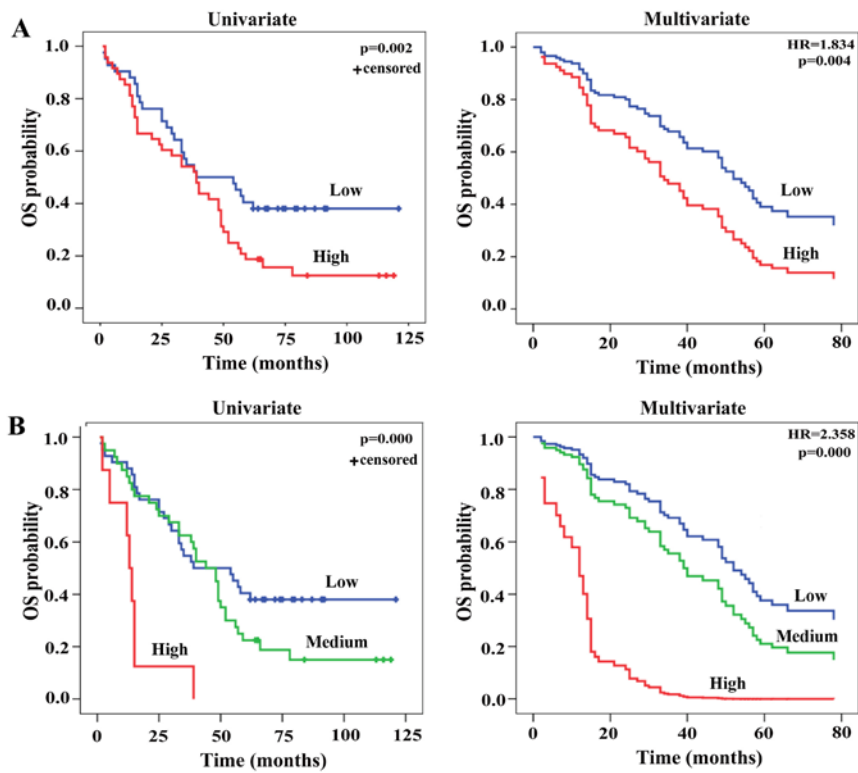 A
Univariate
p=0.002
+censored
OS probability
1.0
0.8
0.6
0.4
0.2
0.0
Low
High
0 25 50 75 100 125
Time (months)
Multivariate
HR=1.834
p=0.004
OS probability
1.0
0.8
0.6
0.4
0.2
0.0
Low
High
0 20 40 60 80
Time (months)
B
Univariate
p=0.000
+censored
OS probability
1.0
0.8
0.6
0.4
0.2
0.0
Low
Medium
High
0 25 50 75 100 125
Time (months)
Multivariate
HR=2.358
p=0.000
OS probability
1.0
0.8
0.6
0.4
0.2
0.0
Low
Medium
High
0 20 40 60 80
Time (months)